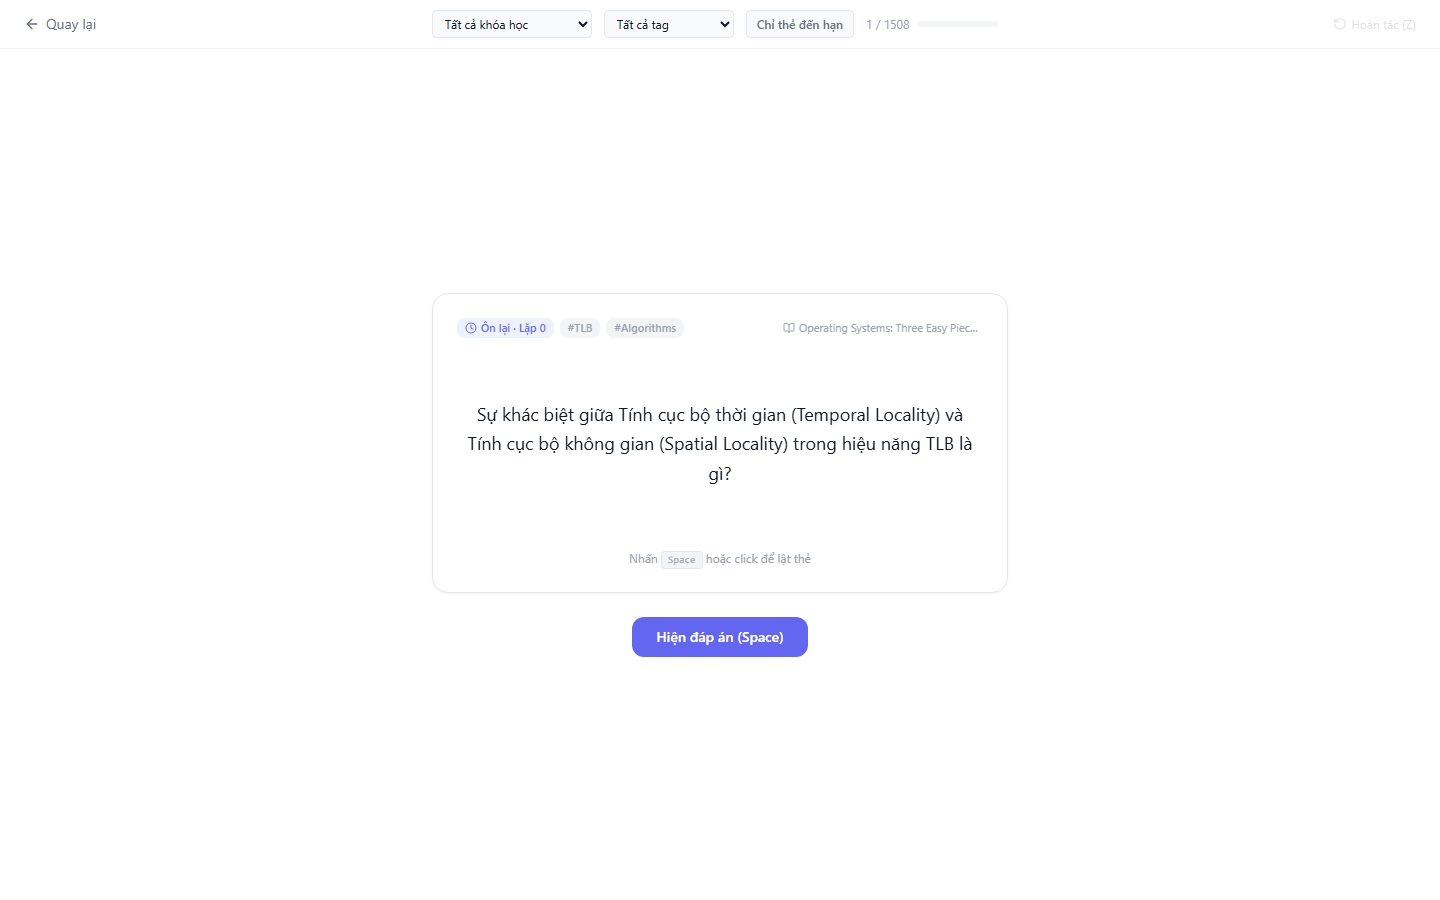 Quay lại
Tất cả khóa học
Tất cả tag
Chỉ thẻ đến hạn
1 / 1508
Hoàn tác (Z)
Ôn lại · Lặp 0
#TLB
#Algorithms
Operating Systems: Three Easy Piec...
Sự khác biệt giữa Tính cục bộ thời gian (Temporal Locality) và
Tính cục bộ không gian (Spatial Locality) trong hiệu năng TLB là
gì?
Nhấn Space hoặc click để lật thẻ
Hiện đáp án (Space)